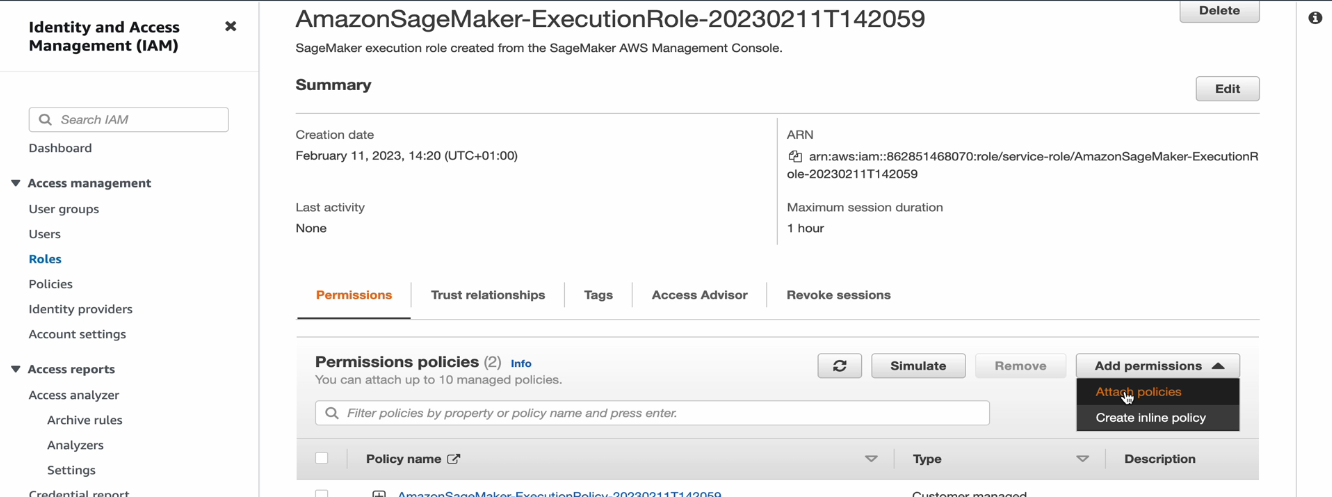 Identity and Access
Management (IAM)
Search IAM
Dashboard
Access management
User groups
Users
Roles
Policies
Identity providers
Account settings
Access reports
Access analyzer
Archive rules
Analyzers
Settings
Credential report
AmazonSageMaker-ExecutionRole-20230211T142059
Delete
SageMaker execution role created from the SageMaker AWS Management Console.
Summary
Edit
Creation date
February 11, 2023, 14:20 (UTC+01:00)
ARN
arn:aws:iam::862851468070:role/service-role/AmazonSageMaker-ExecutionR
ole-20230211T142059
Last activity
None
Maximum session duration
1 hour
Permissions
Trust relationships
Tags
Access Advisor
Revoke sessions
Permissions policies (2) Info
You can attach up to 10 managed policies.
Simulate
Remove
Add permissions
Attach policies
Create inline policy
Filter policies by property or policy name and press enter.
Policy name
Type
Description
AmazonSageMaker-ExecutionPolicy-20230211T142059
Customer managed